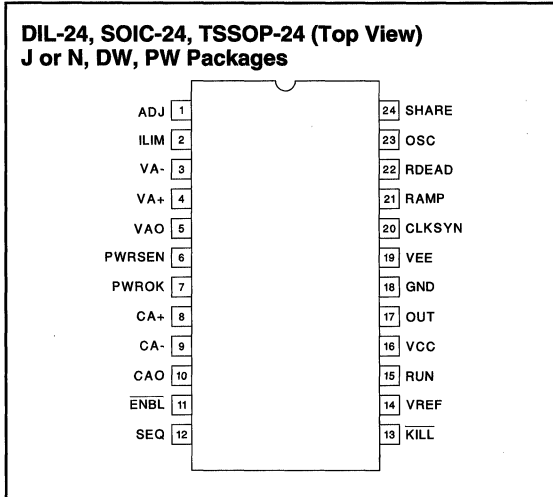 DIL-24, SOIC-24, TSSOP-24 (Top View)
J or N, DW, PW Packages
ADJ 1 24 SHARE
ILIM 2 23 OSC
VA- 3 22 RDEAD
VA+ 4 21 RAMP
VAO 5 20 CLKSYN
PWRSEN 6 19 VEE
PWROK 7 18 GND
CA+ 8 17 OUT
CA- 9 16 VCC
CAO 10 15 RUN
ENBL 11 14 VREF
SEQ 12 13 KILL